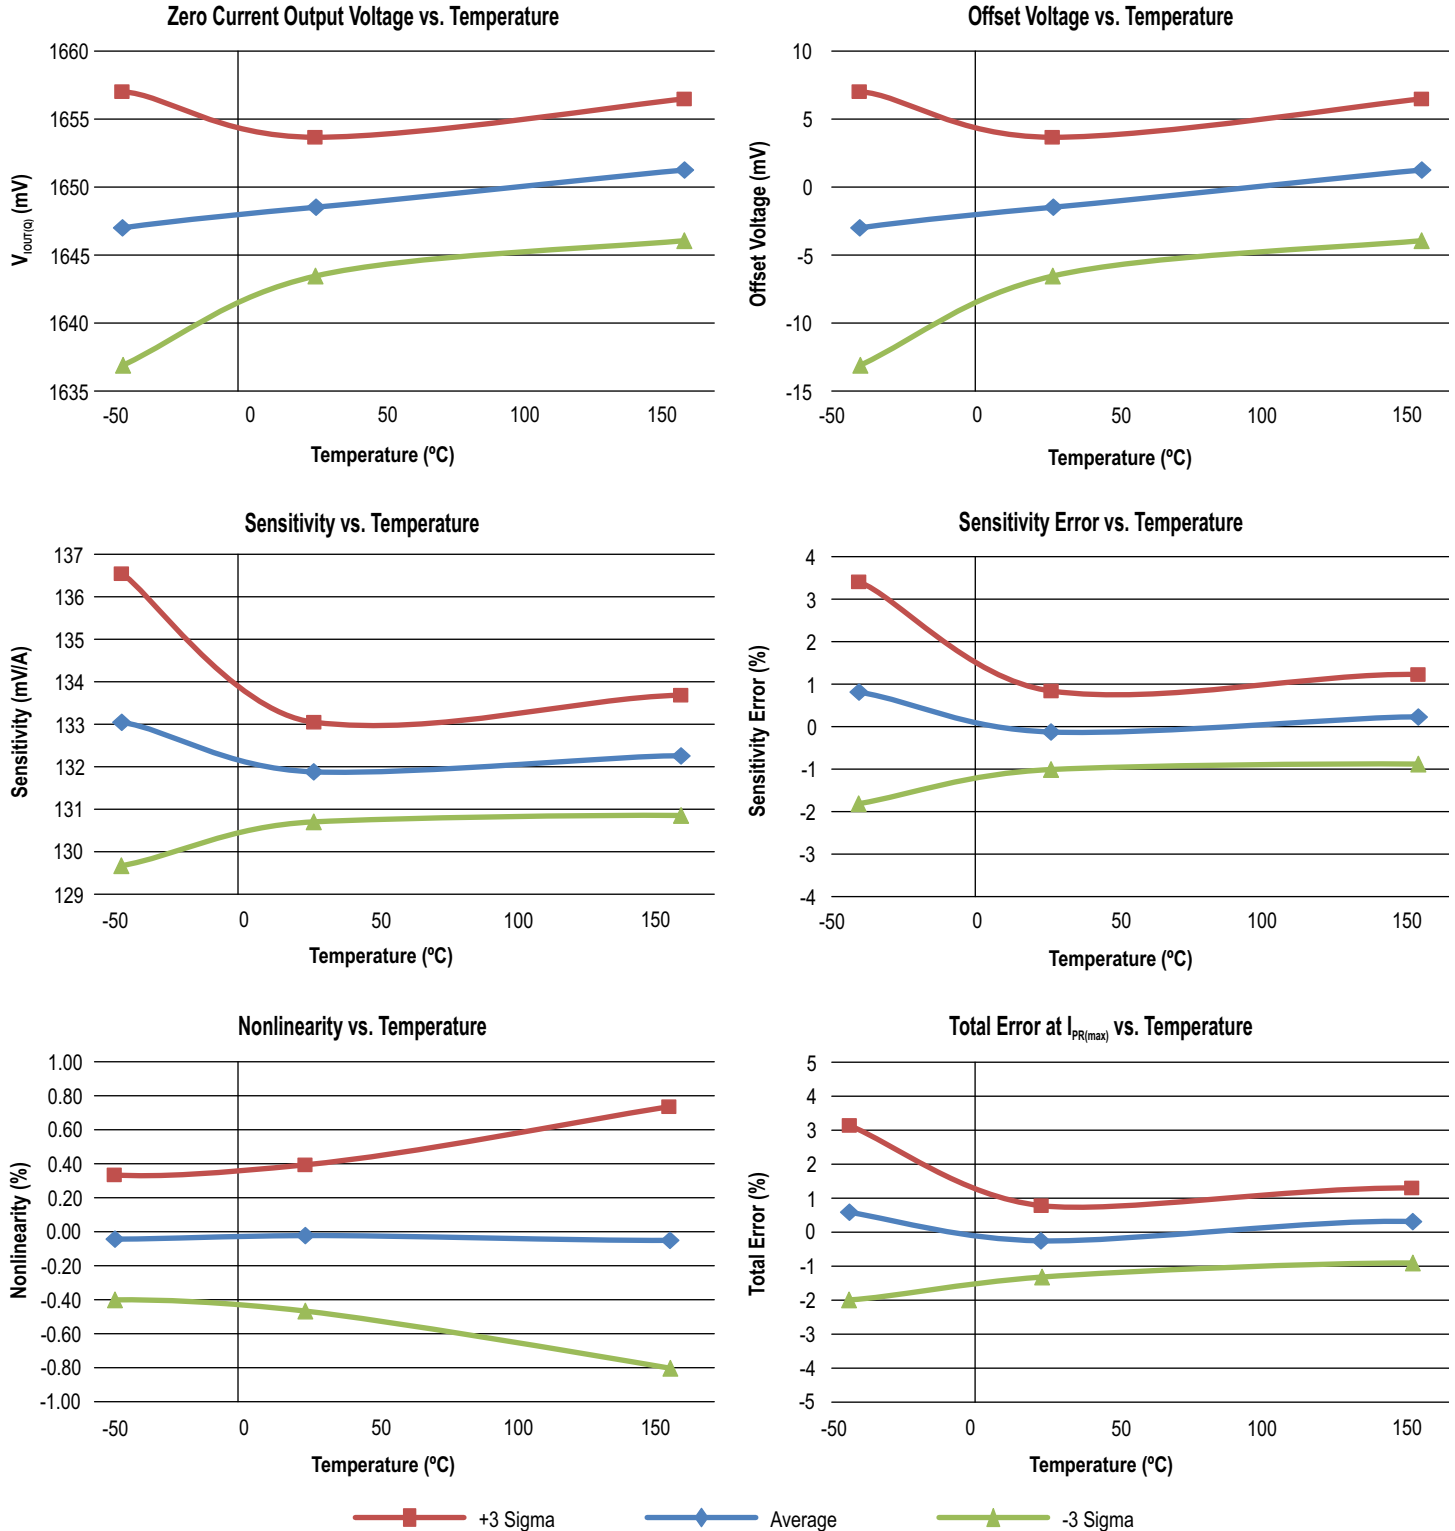 Zero Current Output Voltage vs. Temperature
1660
1655
1650
1645
1640
1635
V IOUT(Q) (mV)
-50 0 50 100 150
Temperature (ºC)
Offset Voltage vs. Temperature
10
5
0
-5
-10
-15
Offset Voltage (mV)
-50 0 50 100 150
Temperature (ºC)
Sensitivity vs. Temperature
137
136
135
134
133
132
131
130
129
Sensitivity (mV/A)
-50 0 50 100 150
Temperature (ºC)
Sensitivity Error vs. Temperature
4
3
2
1
0
-1
-2
-3
-4
Sensitivity Error (%)
-50 0 50 100 150
Temperature (ºC)
Nonlinearity vs. Temperature
1.00
0.80
0.60
0.40
0.20
0.00
-0.20
-0.40
-0.60
-0.80
-1.00
Nonlinearity (%)
-50 0 50 100 150
Temperature (ºC)
Total Error at IPR(max) vs. Temperature
5
4
3
2
1
0
-1
-2
-3
-4
-5
Total Error (%)
-50 0 50 100 150
Temperature (ºC)
+3 Sigma Average -3 Sigma